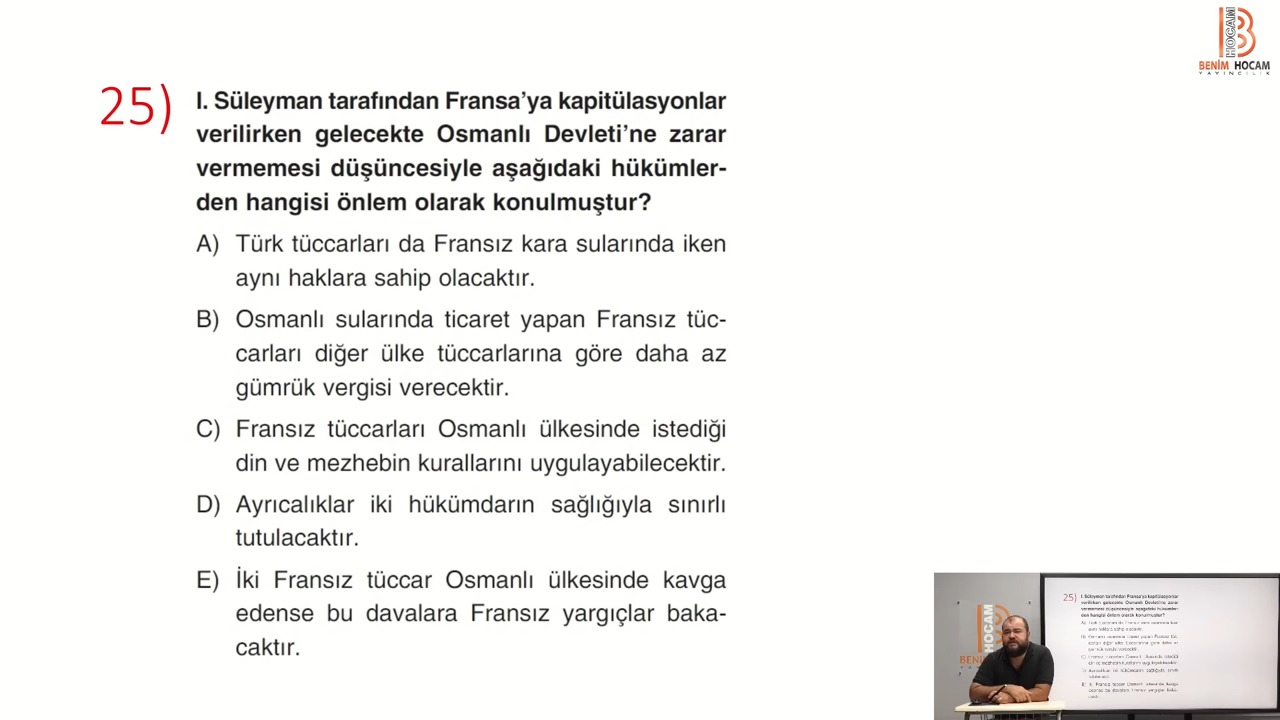 BENİM HOCAM
YAYINCILIK
25)
I. Süleyman tarafından Fransa'ya kapitülasyonlar
verilirken gelecekte Osmanlı Devleti'ne zarar
vermemesi düşüncesiyle aşağıdaki hükümler-
den hangisi önlem olarak konulmuştur?
A) Türk tüccarları da Fransız kara sularında iken
aynı haklara sahip olacaktır.
B) Osmanlı sularında ticaret yapan Fransız tüc-
carları diğer ülke tüccarlarına göre daha az
gümrük vergisi verecektir.
C) Fransız tüccarları Osmanlı ülkesinde istediği
din ve mezhebin kurallarını uygulayabilecektir.
D) Ayrıcalıklar iki hükümdarın sağlığıyla sınırlı
tutulacaktır.
E) İki Fransız tüccar Osmanlı ülkesinde kavga
edense bu davalarda Fransız yargıçlar baka-
caktır.